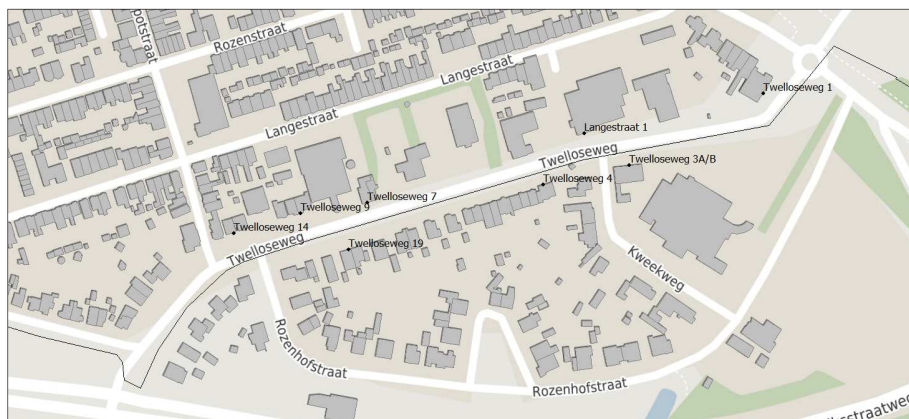 Rozenstraat
Langestraat
Twelloseweg 1
Langestraat
Langestraat 1
Twelloseweg
Twelloseweg 3A/B
Twelloseweg 4
Twelloseweg 7
Twelloseweg 9
Twelloseweg 14
Twelloseweg
Twelloseweg 19
Kweekweg
Rozenhofstraat
Rozenhofstraat